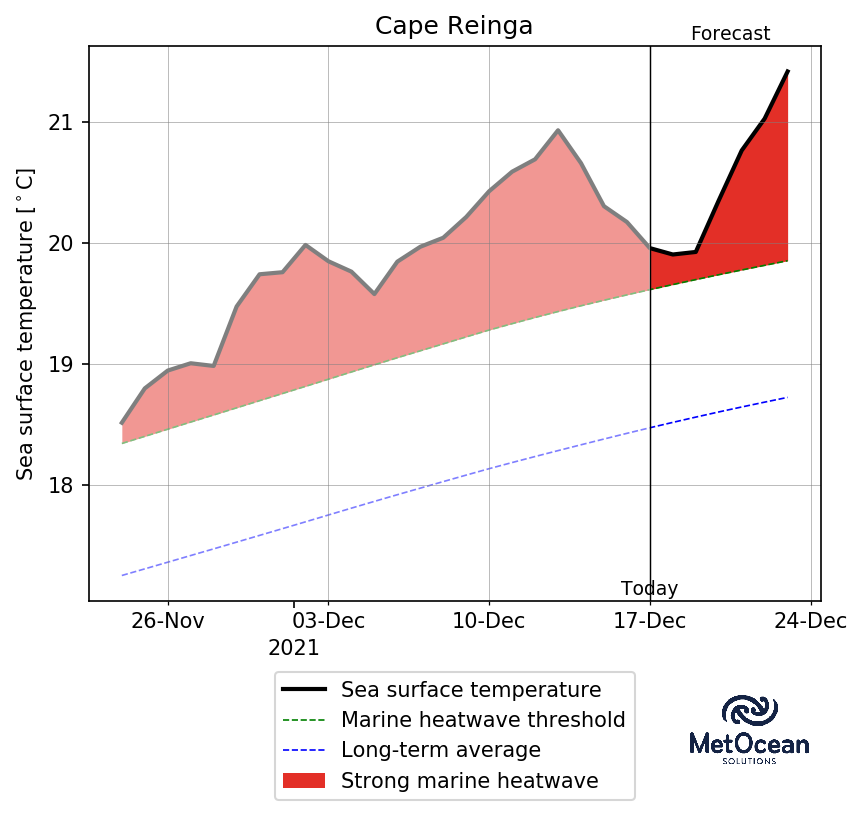 Cape Reinga
Forecast
Sea surface temperature [°C]
21
20
19
18
Today
26-Nov
03-Dec
10-Dec
17-Dec
24-Dec
2021
Sea surface temperature
Marine heatwave threshold
Long-term average
Strong marine heatwave
MetOcean
SOLUTIONS